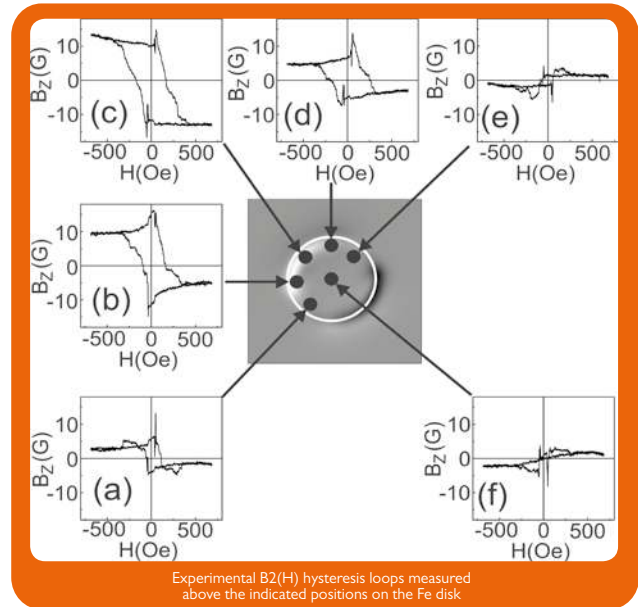 10
0
-10
B_Z(G)
(c)
-500 0 500
H(Oe)
10
0
-10
B_Z(G)
(d)
-500 0 500
H(Oe)
10
0
-10
B_Z(G)
(e)
-500 0 500
H(Oe)
10
0
-10
B_Z(G)
(b)
-500 0 500
H(Oe)
10
0
-10
B_Z(G)
(a)
-500 0 500
H(Oe)
10
0
-10
B_Z(G)
(f)
-500 0 500
H(Oe)
Experimental B2(H) hysteresis loops measured
above the indicated positions on the Fe disk